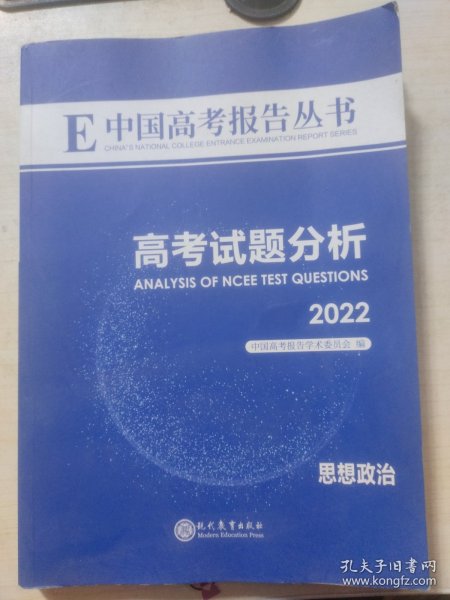 E 中国高考报告丛书
CHINA'S NATIONAL COLLEGE ENTRANCE EXAMINATION REPORT SERIES
高考试题分析
ANALYSIS OF NCEE TEST QUESTIONS
2022
中国高考报告学术委员会 编
思想政治
现代教育出版社
Modern Education Press
孔夫子旧书网
www.kongfz.com